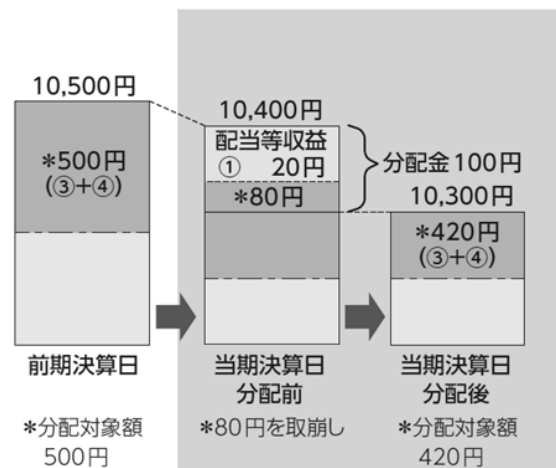 10,500円
*500円
(③+④)
前期決算日
*分配対象額
500円
10,400円
配当等収益
① 20円
*80円
分配金100円
当期決算日
分配前
*80円を取崩し
10,300円
*420円
(③+④)
当期決算日
分配後
*分配対象額
420円